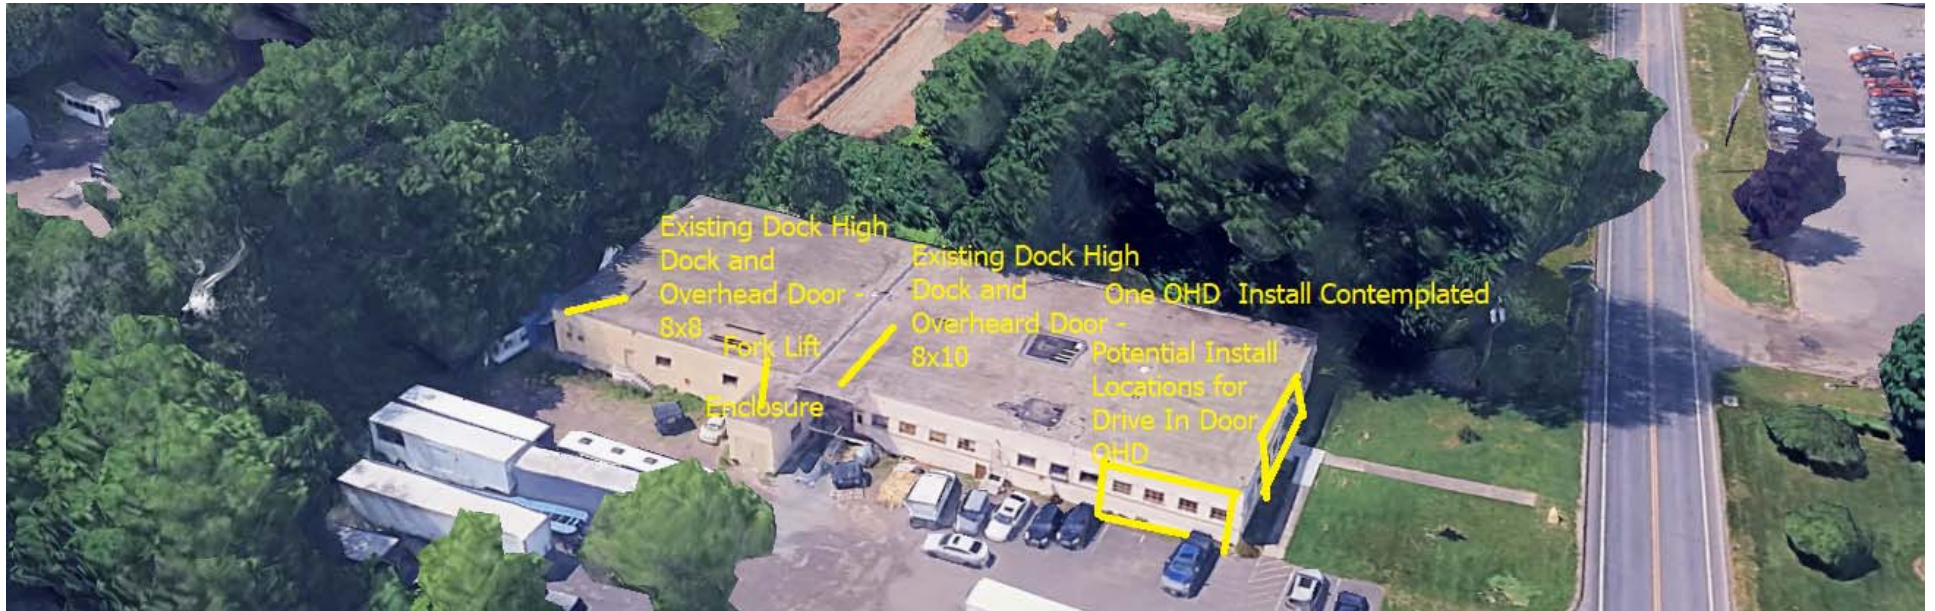 Existing Dock High
Dock and
Overhead Door -
8x8
Fork Lift
Enclosure
Existing Dock High
Dock and
Overheard Door -
8x10
One OHD  Install Contemplated
Potential Install
Locations for
Drive In Door
OHD